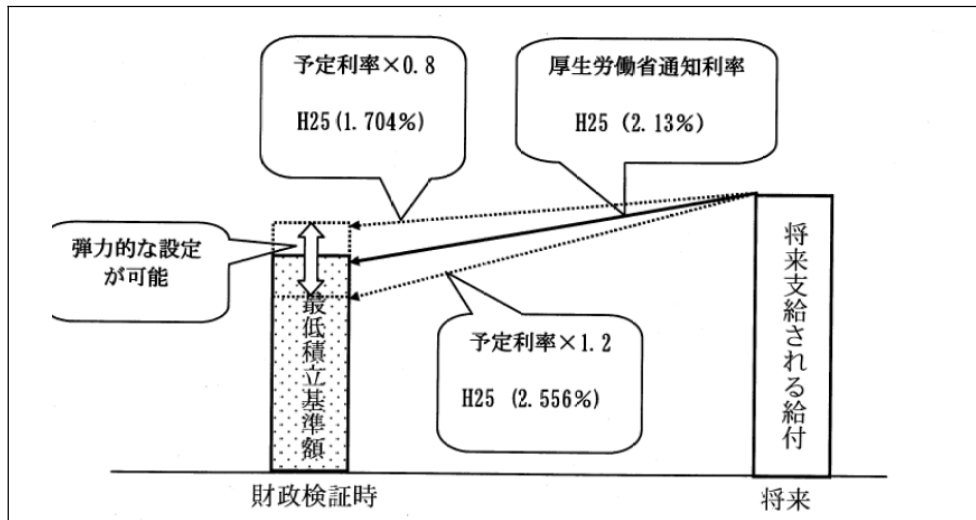 予定利率×0.8
H25(1.704%)
厚生労働省通知利率
H25 (2.13%)
弾力的な設定
が可能
最低積立基準額
予定利率×1.2
H25 (2.556%)
将来支給される給付
財政検証時
将来